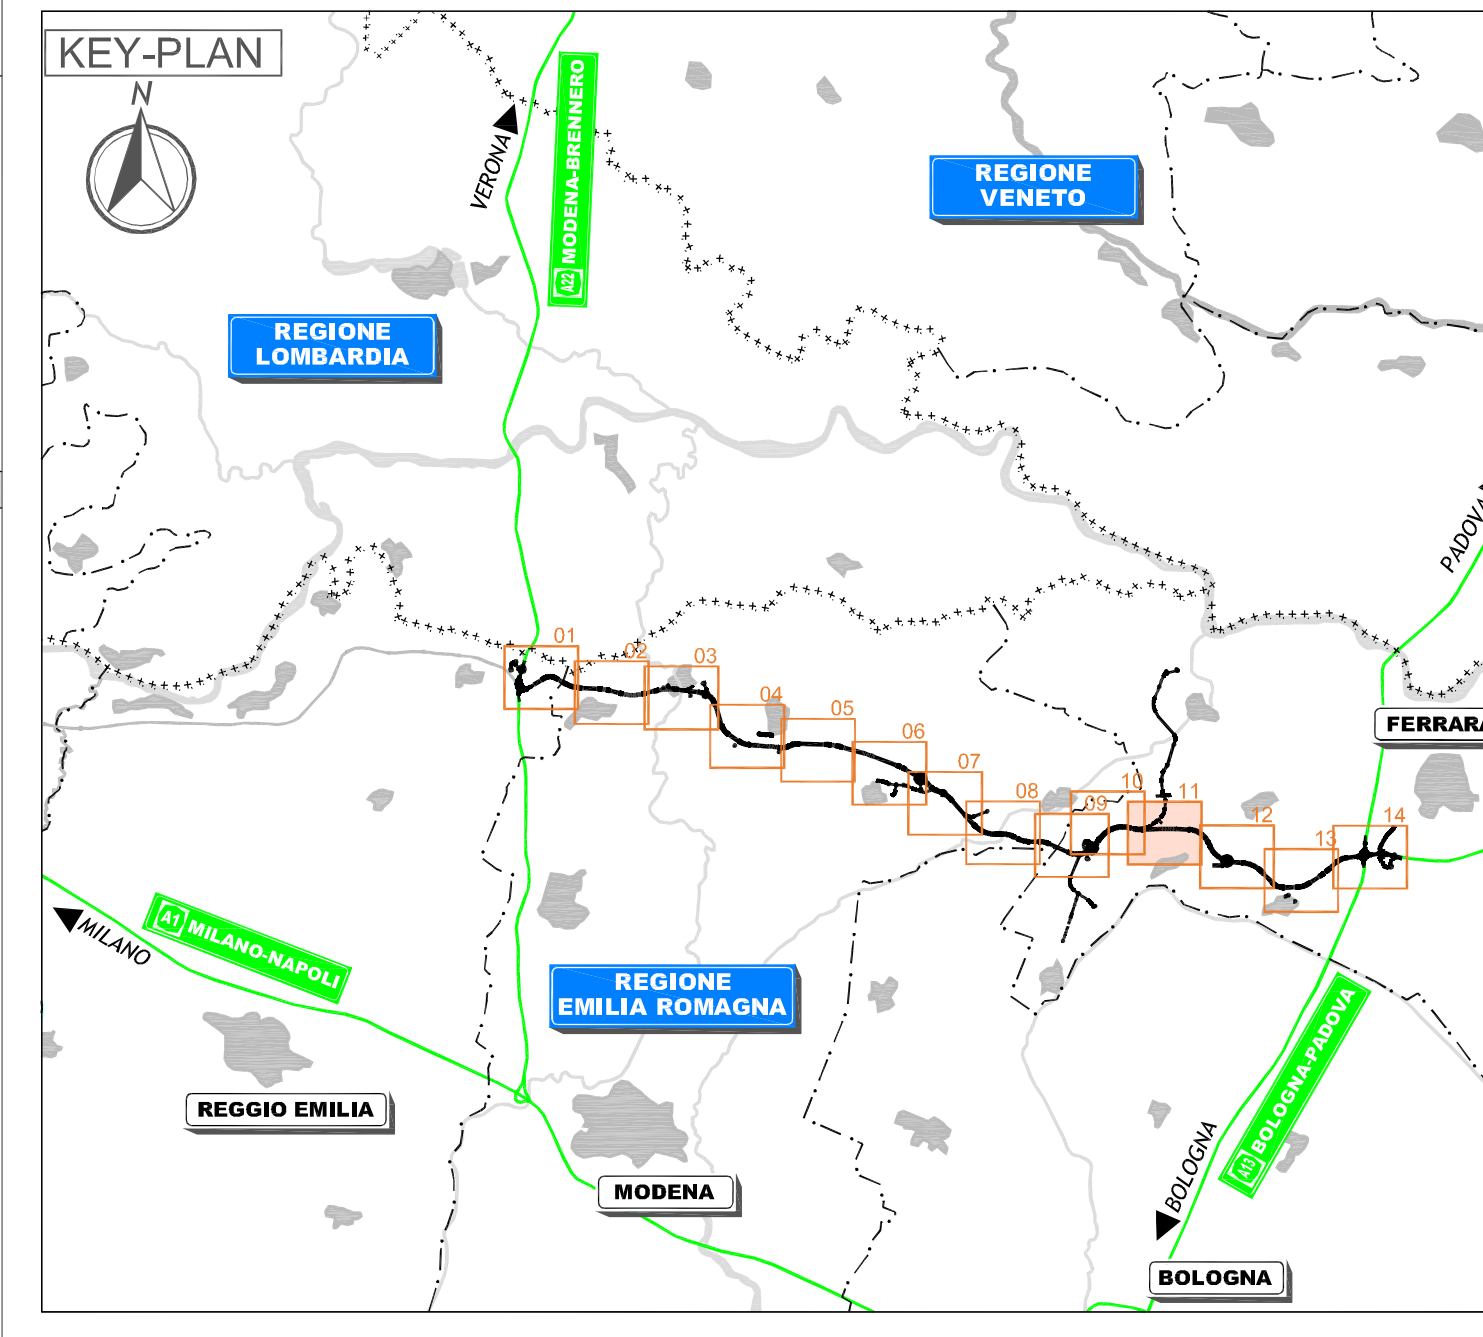 KEY-PLAN
N
VERONA
A22 MODENA-BRENNERO
REGIONE
VENETO
REGIONE
LOMBARDIA
PADOVA
01
02
03
04
05
06
07
08
09
10
11
12
13
14
FERRARA
MILANO
A1 MILANO-NAPOLI
REGIONE
EMILIA ROMAGNA
REGGIO EMILIA
MODENA
A13 BOLOGNA-PADOVA
BOLOGNA
BOLOGNA